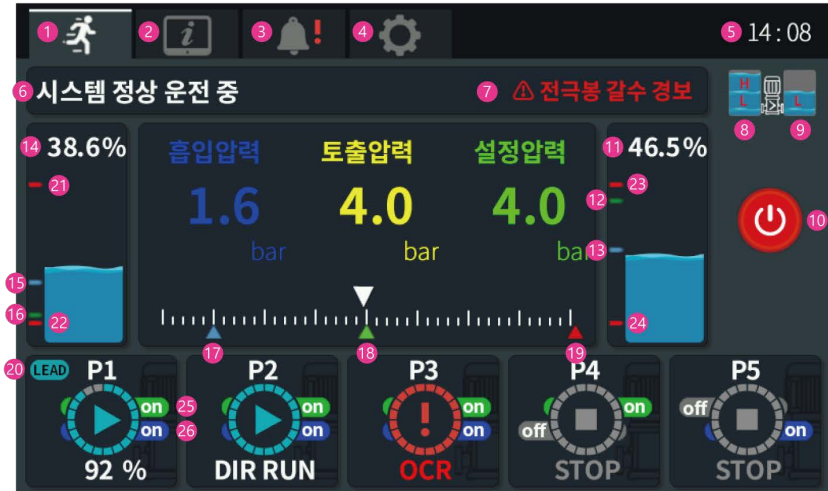 1 2 i 3 ! 4 5 14 : 08
6 시스템 정상 운전 중 7 ⚠ 전극봉 갈수 경보
H L L
8 9
14 38.6% 흡입압력 토출압력 설정압력 11 46.5%
21 23
12
1.6 4.0 4.0
10
bar bar bar 13
15
16
22 24
17 18 19
20 LEAD P1 P2 P3 P4 P5
on 25 on ! on on off
on 26 on on off on
92 % DIR RUN OCR STOP STOP